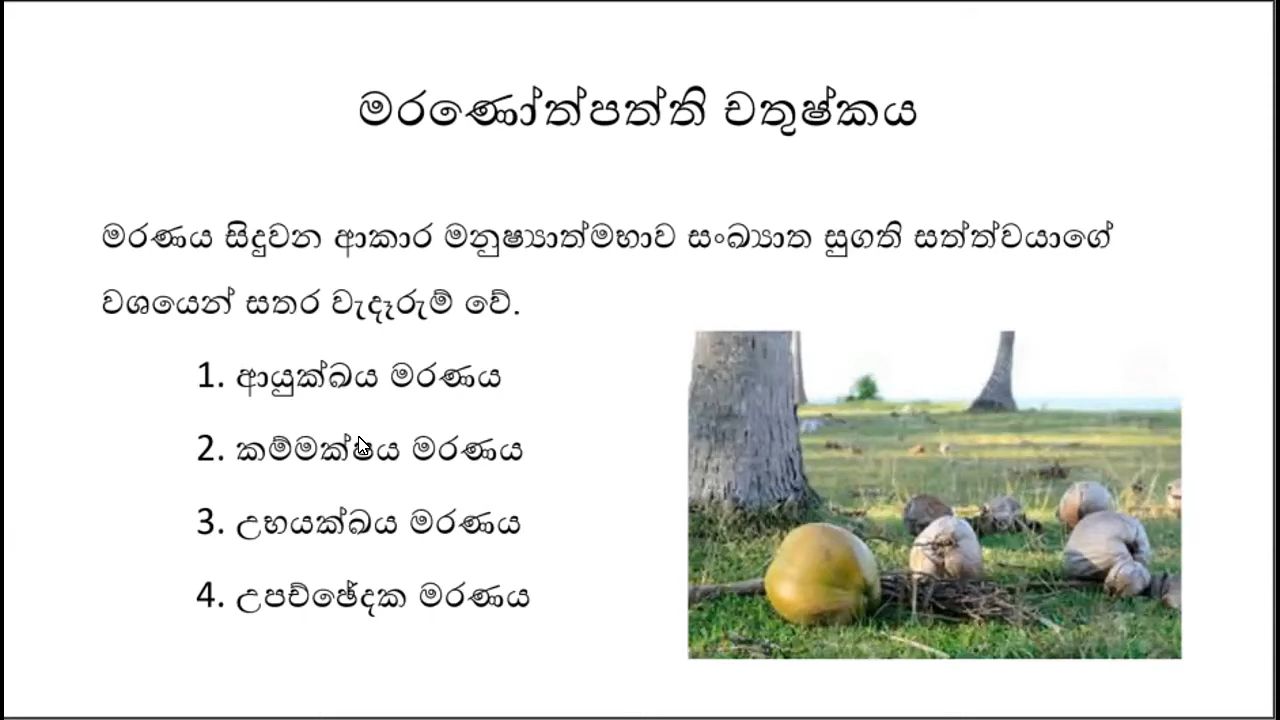 මරණෝත්පත්ති චතුෂ්කය
මරණය සිදුවන ආකාර මනුෂ්‍යාත්මභාව සංඛ්‍යාත සුගති සත්ත්වයාගේ
වශයෙන් සතර වැදෑරුම් වේ.
1. ආයුක්ඛය මරණය
2. කම්මක්ෂය මරණය
3. උභයක්ඛය මරණය
4. උපච්ඡේදක මරණය